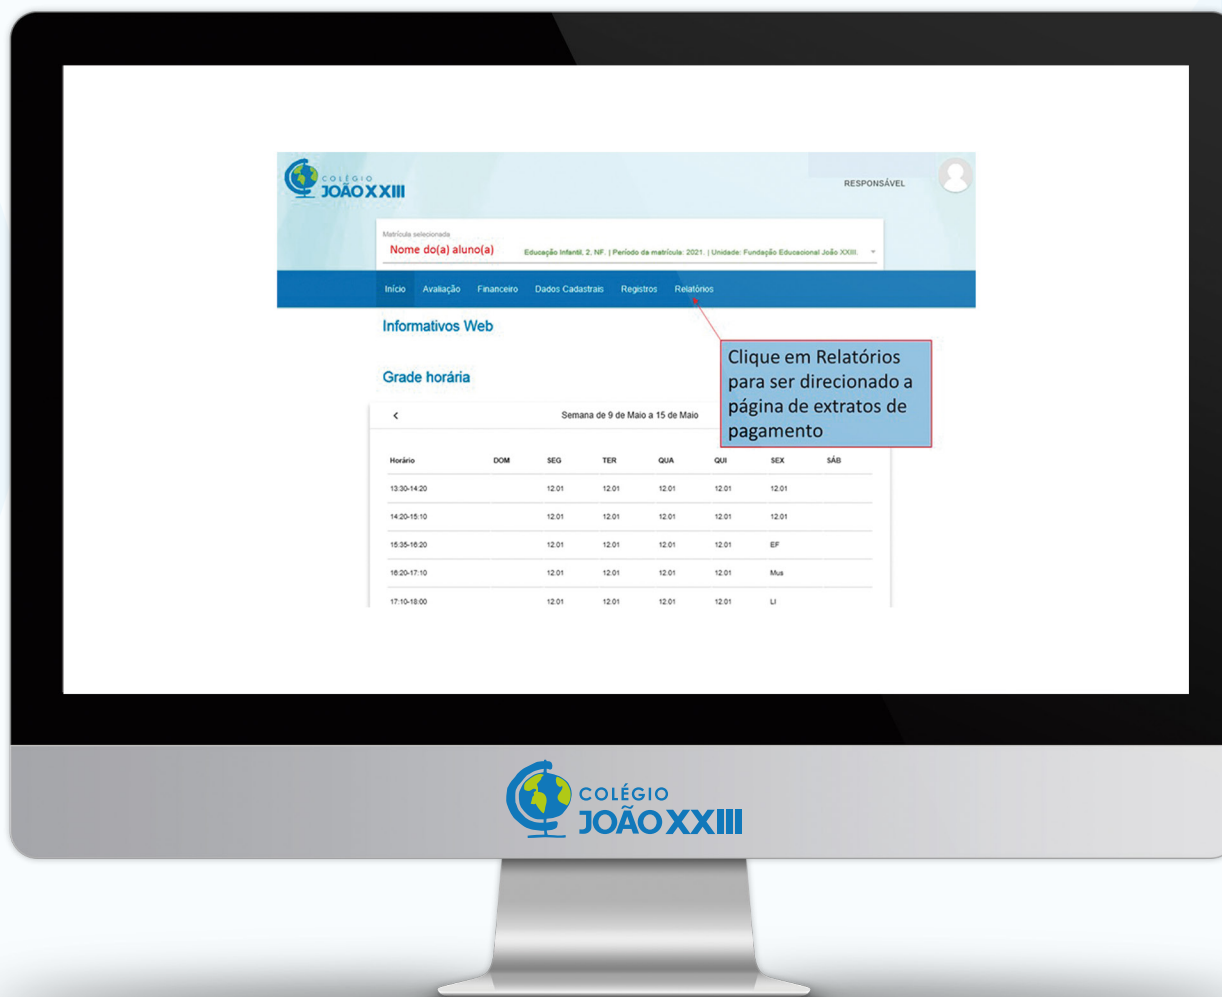 COLÉGIO
JOÃO XXIII
RESPONSÁVEL
Matrícula selecionada
Nome do(a) aluno(a) Educação Infantil, 2, NF. | Período da matrícula: 2021. | Unidade: Fundação Educacional João XXIII.
Início Avaliação Financeiro Dados Cadastrais Registros Relatórios
Informativos Web
Clique em Relatórios
para ser direcionado a
página de extratos de
pagamento
Grade horária
Semana de 9 de Maio a 15 de Maio
Horário DOM SEG TER QUA QUI SEX SÁB
13:30-14:20 12.01 12.01 12.01 12.01 12.01
14:20-15:10 12.01 12.01 12.01 12.01 12.01
15:35-16:20 12.01 12.01 12.01 12.01 EF
16:20-17:10 12.01 12.01 12.01 12.01 Mus
17:10-18:00 12.01 12.01 12.01 12.01 LI
COLÉGIO
JOÃO XXIII